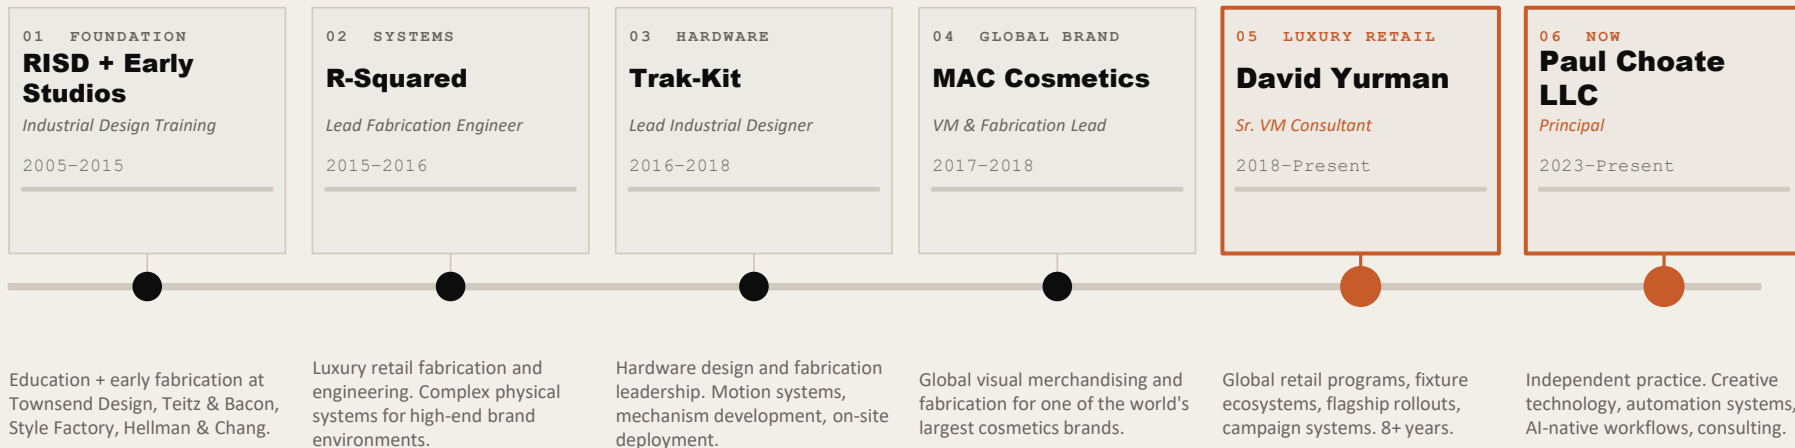 01 FOUNDATION
RISD + Early
Studios
Industrial Design Training
2005–2015
02 SYSTEMS
R-Squared
Lead Fabrication Engineer
2015–2016
03 HARDWARE
Trak-Kit
Lead Industrial Designer
2016–2018
04 GLOBAL BRAND
MAC Cosmetics
VM & Fabrication Lead
2017–2018
05 LUXURY RETAIL
David Yurman
Sr. VM Consultant
2018–Present
06 NOW
Paul Choate
LLC
Principal
2023–Present
Education + early fabrication at
Townsend Design, Teitz & Bacon,
Style Factory, Hellman & Chang.
Luxury retail fabrication and
engineering. Complex physical
systems for high-end brand
environments.
Hardware design and fabrication
leadership. Motion systems,
mechanism development, on-site
deployment.
Global visual merchandising and
fabrication for one of the world's
largest cosmetics brands.
Global retail programs, fixture
ecosystems, flagship rollouts,
campaign systems. 8+ years.
Independent practice. Creative
technology, automation systems,
AI-native workflows, consulting.